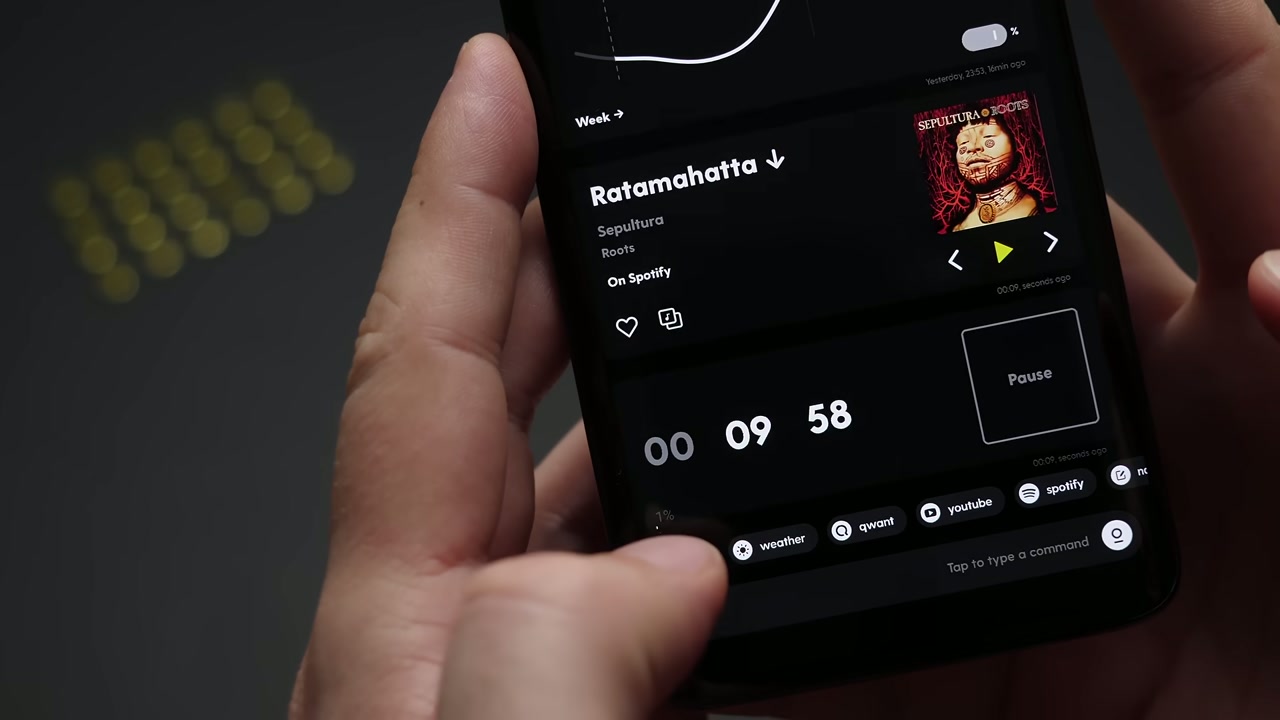 %
Yesterday, 23:53, 16min ago
Week →
SEPULTURA ROOTS
Ratamahatta ↓
Sepultura
Roots
On Spotify
00:09, seconds ago
Pause
00 09 58
00:09, seconds ago
1%
weather qwant youtube spotify
Tap to type a command